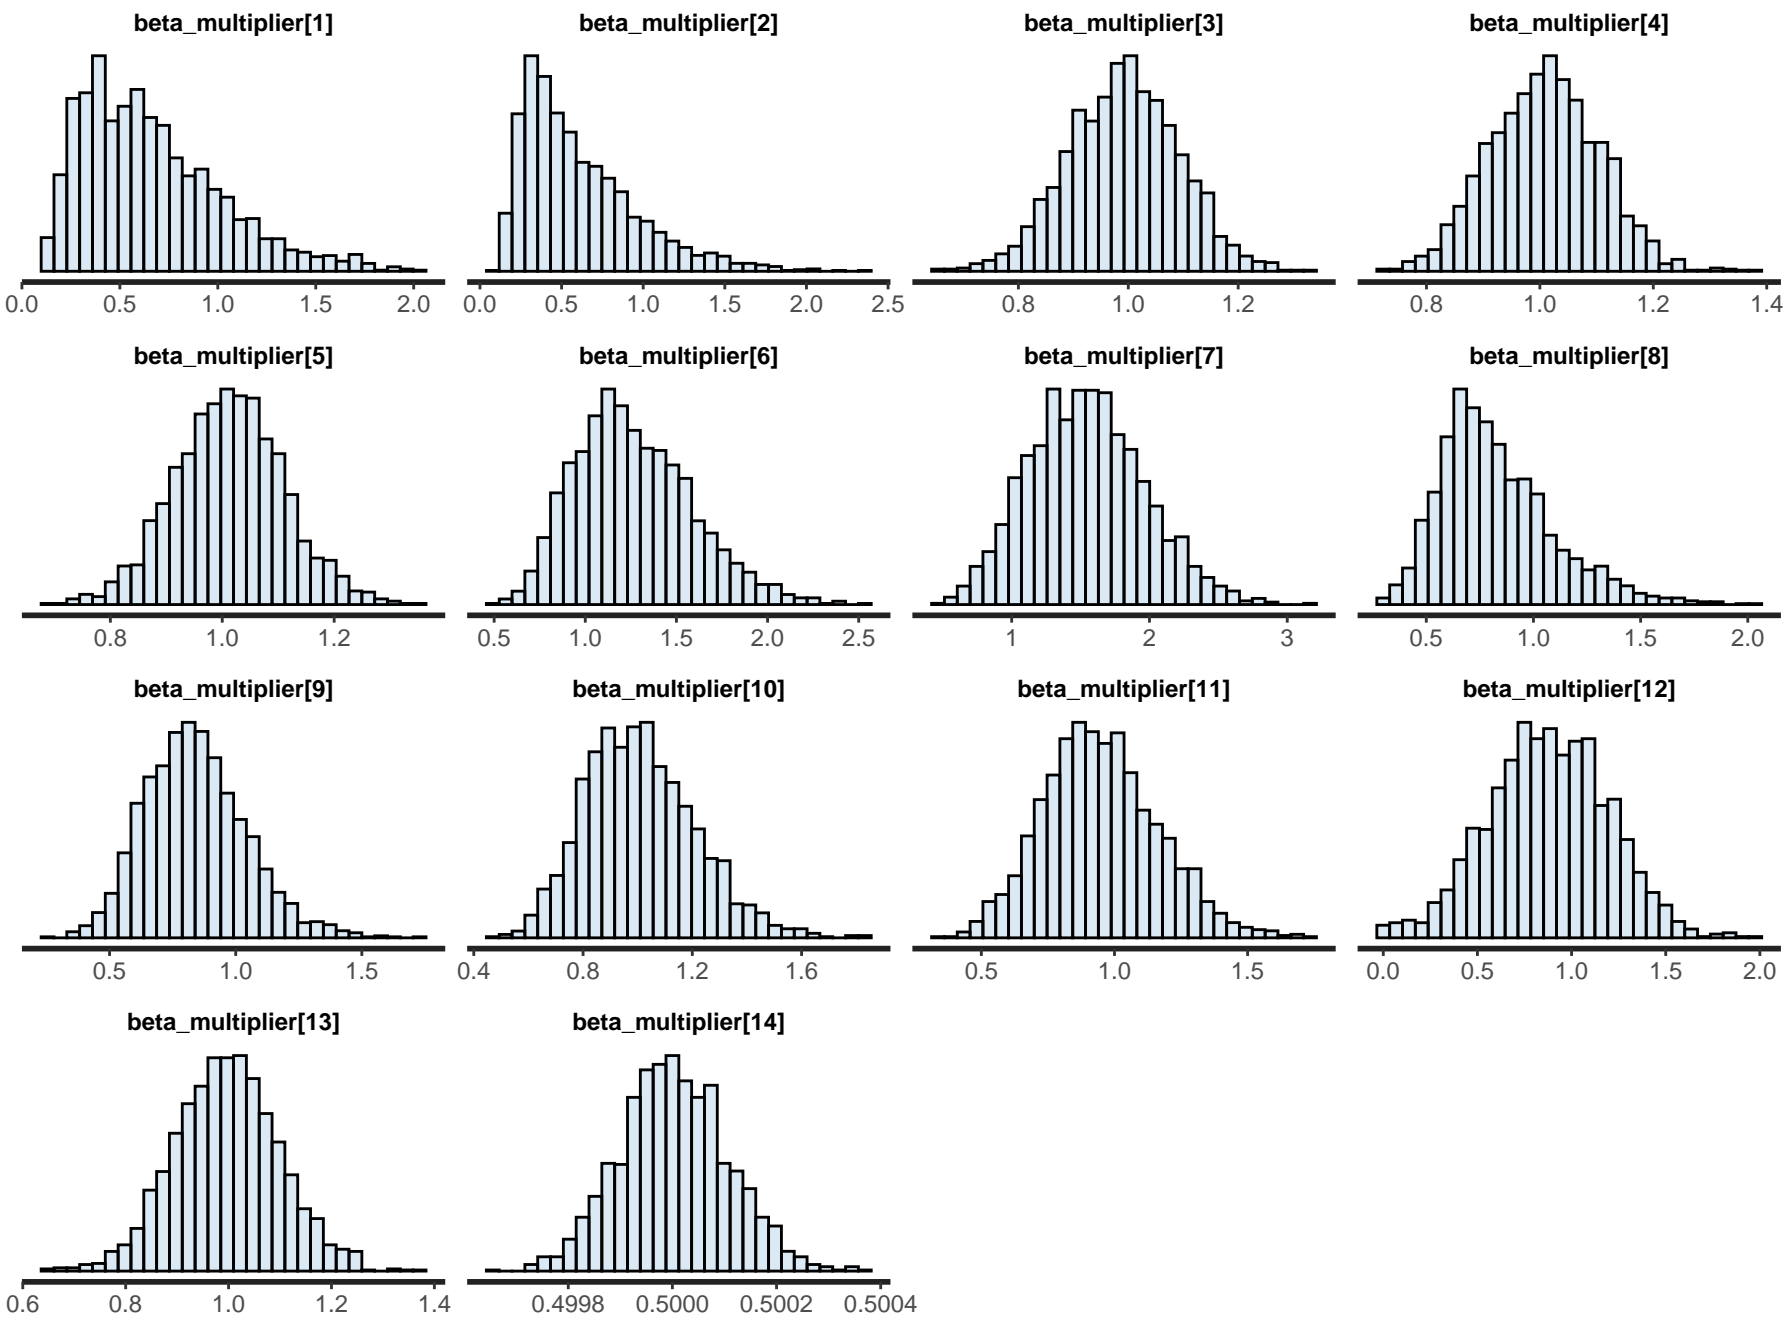 beta_multiplier[1] beta_multiplier[2] beta_multiplier[3] beta_multiplier[4]
0.0 0.5 1.0 1.5 2.0 0.0 0.5 1.0 1.5 2.0 2.5 0.8 1.0 1.2 0.8 1.0 1.2 1.4
beta_multiplier[5] beta_multiplier[6] beta_multiplier[7] beta_multiplier[8]
0.8 1.0 1.2 0.5 1.0 1.5 2.0 2.5 1 2 3 0.5 1.0 1.5 2.0
beta_multiplier[9] beta_multiplier[10] beta_multiplier[11] beta_multiplier[12]
0.5 1.0 1.5 0.4 0.8 1.2 1.6 0.5 1.0 1.5 0.0 0.5 1.0 1.5 2.0
beta_multiplier[13] beta_multiplier[14]
0.6 0.8 1.0 1.2 1.4 0.4998 0.5000 0.5002 0.5004